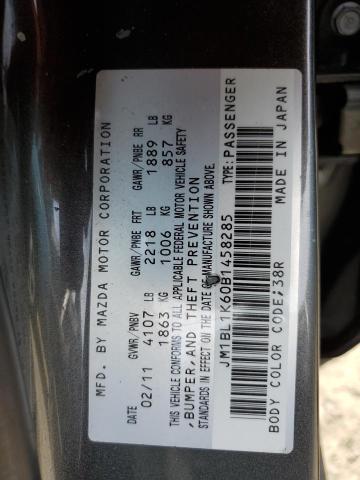 MFD. BY MAZDA MOTOR CORPORATION
DATE GVWR/PNBV GAWR/PNBE FRT GAWR/PNBE RR
02/11 4107 LB 2218 LB 1889 LB
1863 KG 1006 KG 857 KG
THIS VEHICLE CONFORMS TO ALL APPLICABLE FEDERAL MOTOR VEHICLE SAFETY
,BUMPER,AND THEFT PREVENTION
STANDARDS IN EFFECT ON THE DATE OF MANUFACTURE SHOWN ABOVE.
JM1BL1K60B1458285 TYPE:PASSENGER
BODY COLOR CODE:38R MADE IN JAPAN